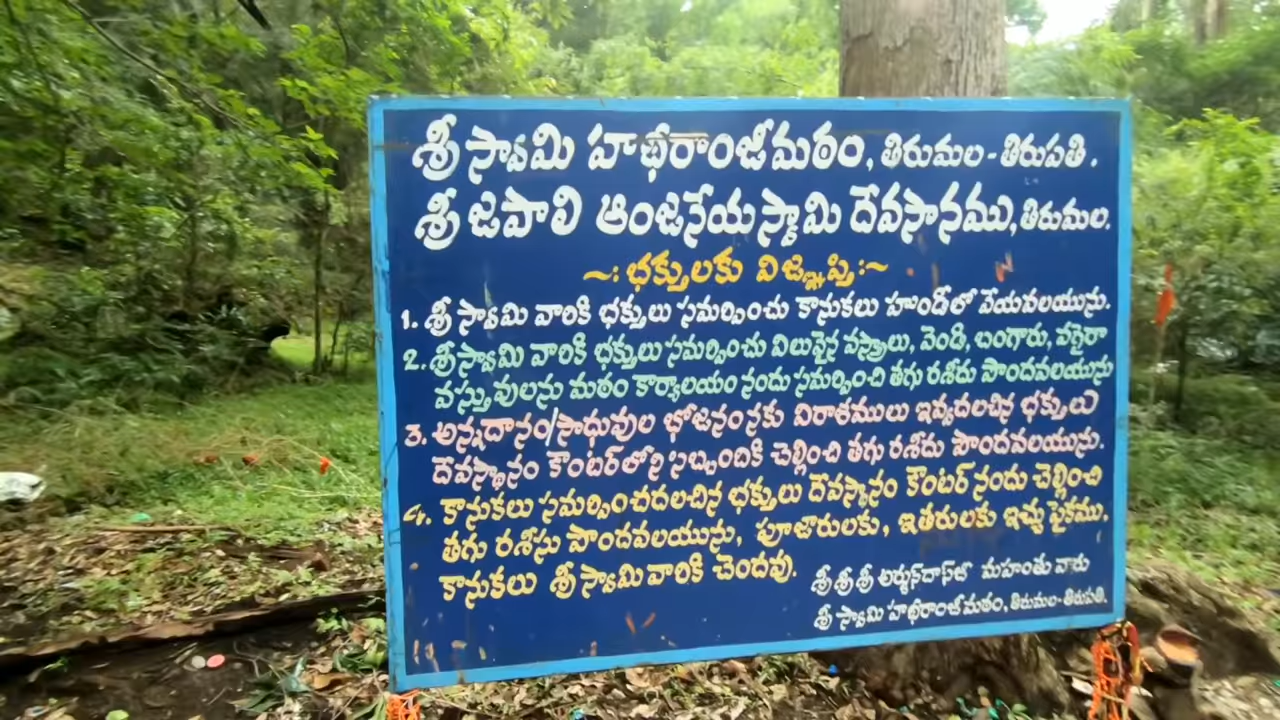 శ్రీ స్వామి హథీరాంజీమఠం, తిరుమల - తిరుపతి.
శ్రీ జపాలి ఆంజనేయస్వామి దేవస్థానము, తిరుమల.
~: భక్తులకు విజ్ఞప్తి :~
1. శ్రీ స్వామి వారికి భక్తులు సమర్పించు కానుకలు హుండీలో వేయవలయును.
2. శ్రీస్వామి వారికి భక్తులు సమర్పించు విలువైన వస్త్రాలు, వెండి, బంగారు, వగైరా
వస్తువులను మఠం కార్యాలయం నందు సమర్పించి తగు రశీదు పొందవలయును
3. అన్నదానం/సాధువుల భోజనంనకు విరాళములు ఇవ్వదలచిన భక్తులు
దేవస్థానం కౌంటర్‌లోని సిబ్బందికి చెల్లించి తగు రశీదు పొందవలయును.
4. కానుకలు సమర్పించదలచిన భక్తులు దేవస్థానం కౌంటర్ నందు చెల్లించి
తగు రశీసు పొందవలయును, పూజారులకు, ఇతరులకు ఇచ్చు పైకము,
కానుకలు శ్రీ స్వామి వారికి చెందవు.
శ్రీ శ్రీ శ్రీ అర్జున్‌దాస్‌జీ మహంతు వారు
శ్రీ స్వామి హథీరాంజీ మఠం, తిరుమల-తిరుపతి.